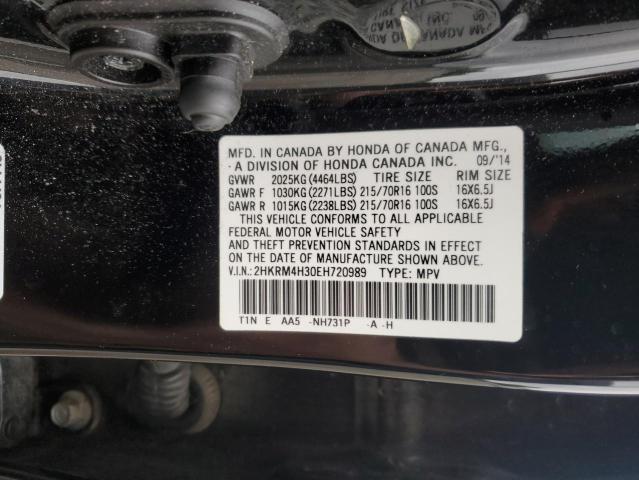 MFD. IN CANADA BY HONDA OF CANADA MFG.,
-A DIVISION OF HONDA CANADA INC. 09/'14
GVWR 2025KG (4464LBS) TIRE SIZE RIM SIZE
GAWR F 1030KG (2271LBS) 215/70R16 100S 16X6.5J
GAWR R 1015KG (2238LBS) 215/70R16 100S 16X6.5J
THIS VEHICLE CONFORMS TO ALL APPLICABLE
FEDERAL MOTOR VEHICLE SAFETY
AND THEFT PREVENTION STANDARDS IN EFFECT
ON THE DATE OF MANUFACTURE SHOWN ABOVE.
V.I.N.: 2HKRM4H30EH720989 TYPE: MPV
T1N E AA5 -NH731P -A -H